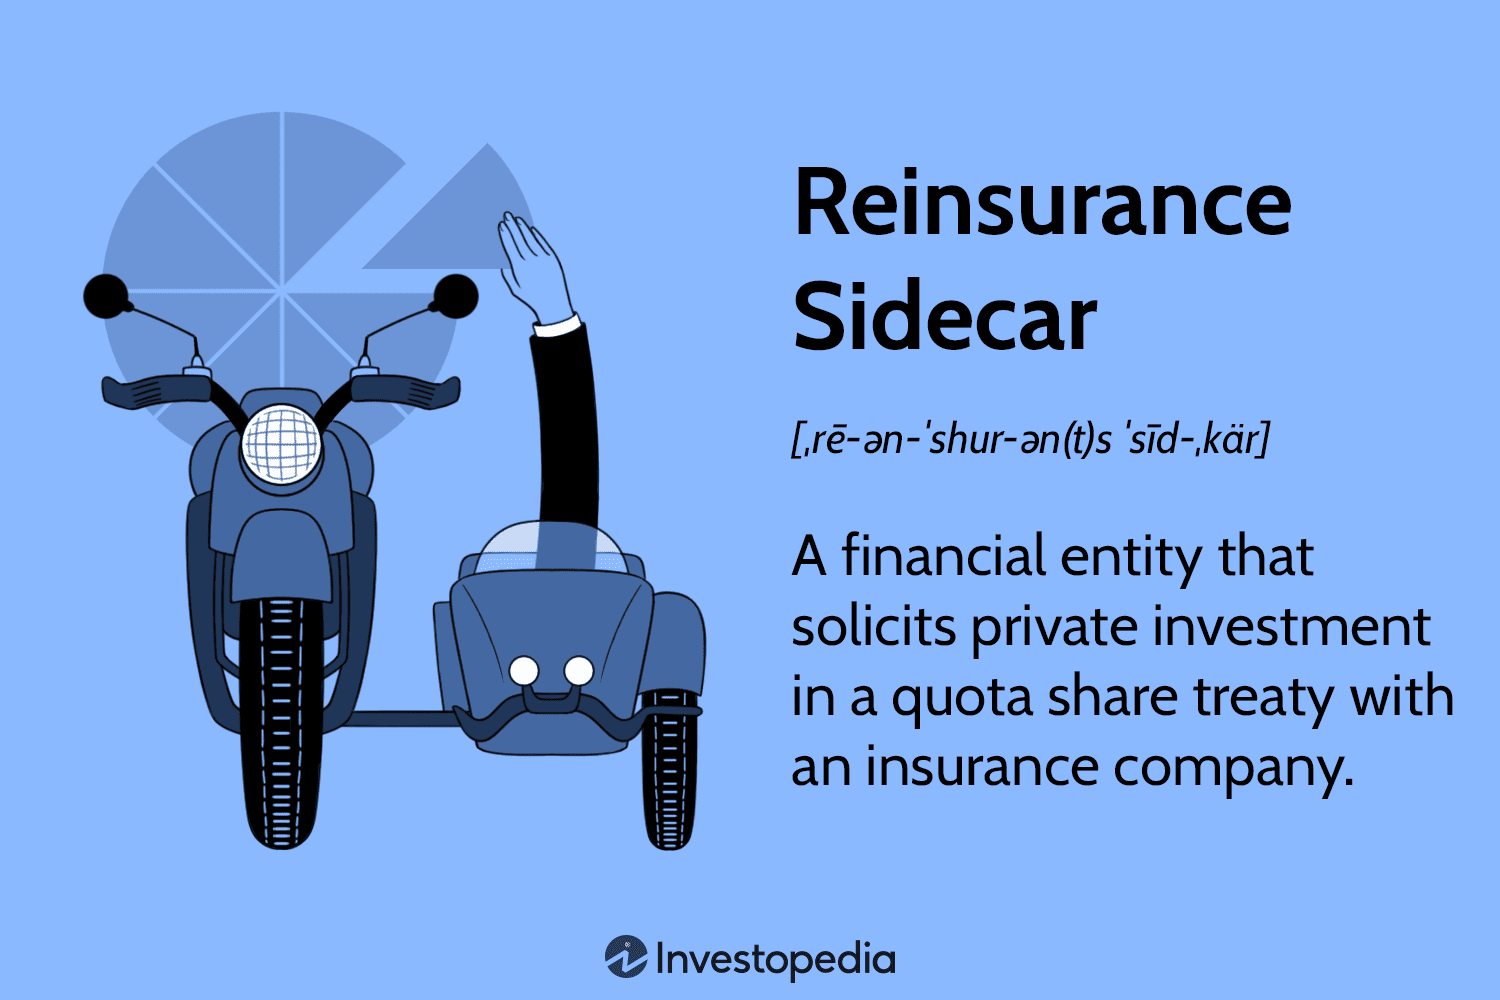 Reinsurance
Sidecar
[ˌrē-ən-ˈshur-ən(t)s ˈsīd-ˌkär]
A financial entity that
solicits private investment
in a quota share treaty with
an insurance company.
Investopedia